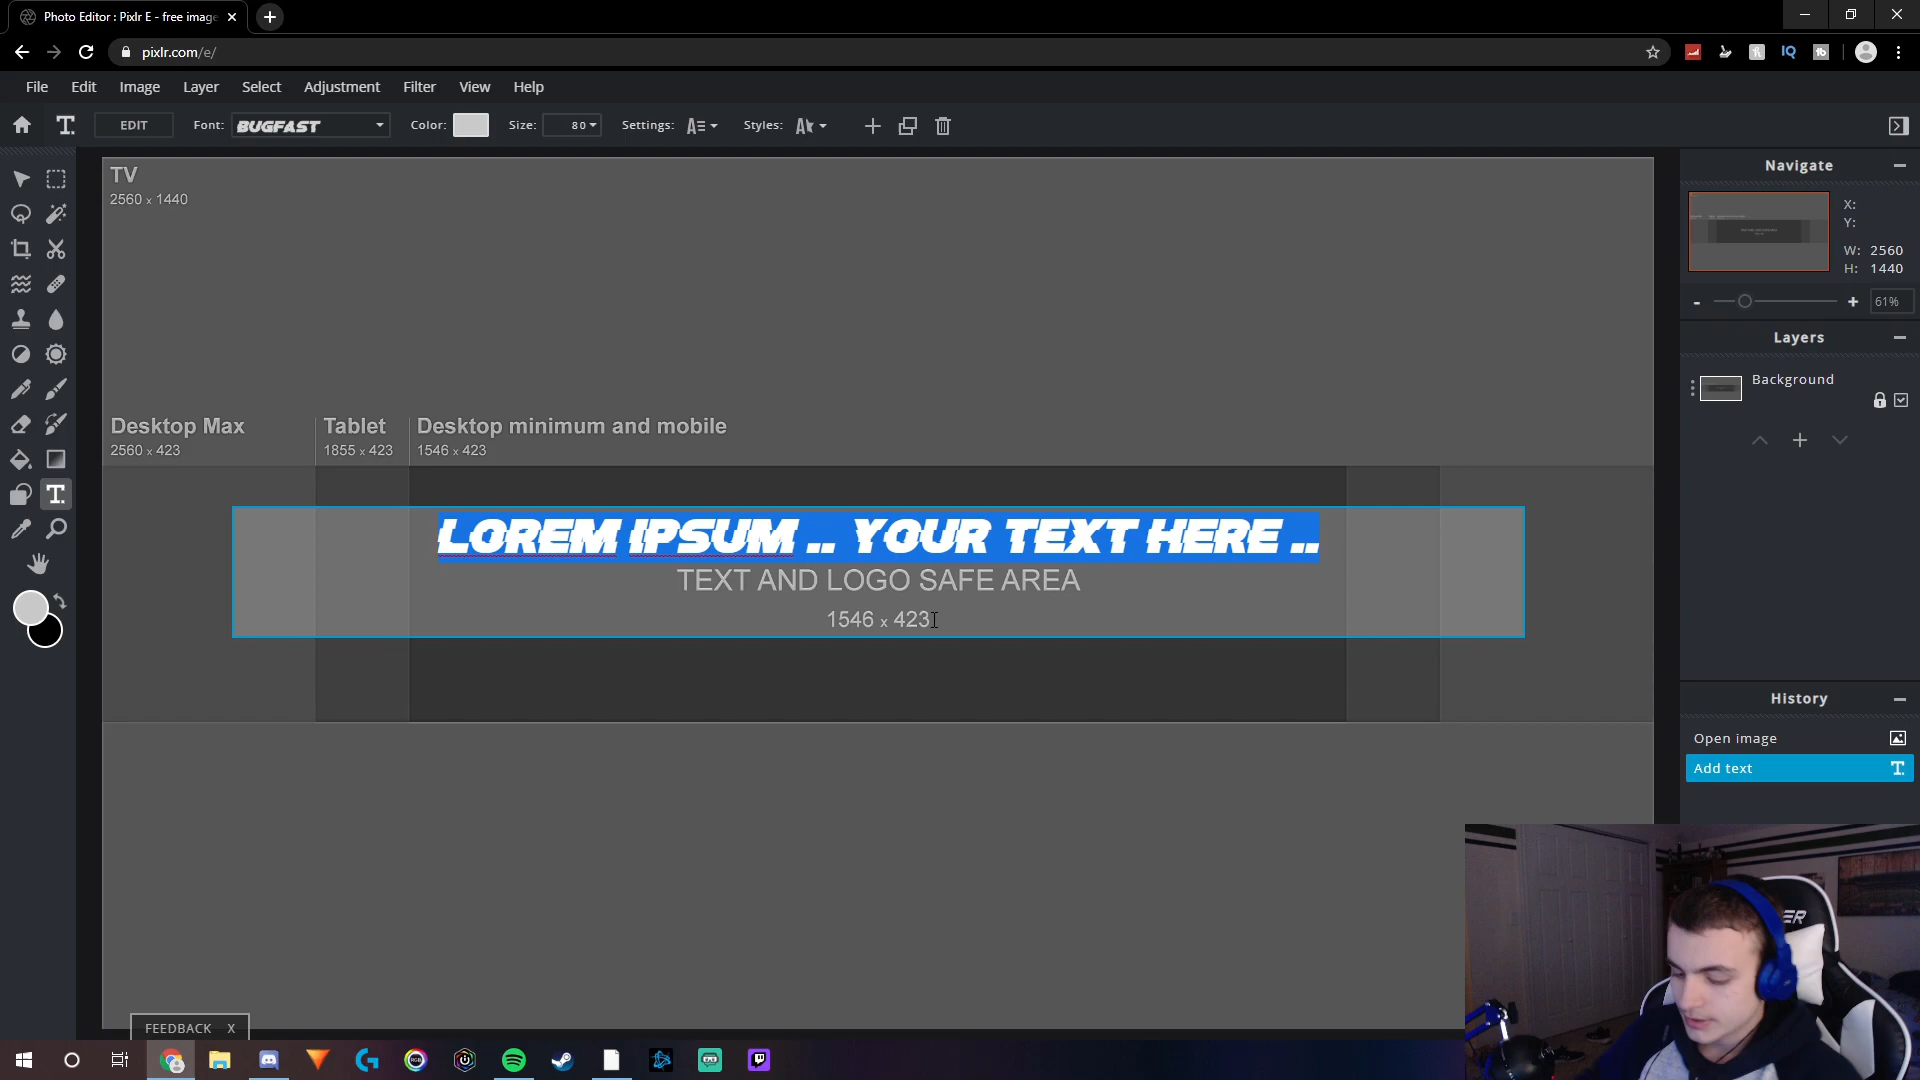 Photo Editor : Pixlr E - free imag
pixlr.com/e/
IQ
File Edit Image Layer Select Adjustment Filter View Help
EDIT Font: BUGFAST Color: Size: 80 Settings: Styles:
TV
2560 x 1440
Navigate
X:
Y:
W: 2560
H: 1440
- + 61%
Layers
Background
Desktop Max Tablet Desktop minimum and mobile
2560 x 423 1855 x 423 1546 x 423
LOREM IPSUM .. YOUR TEXT HERE ..
TEXT AND LOGO SAFE AREA
1546 x 423
History
Open image
Add text
FEEDBACK X